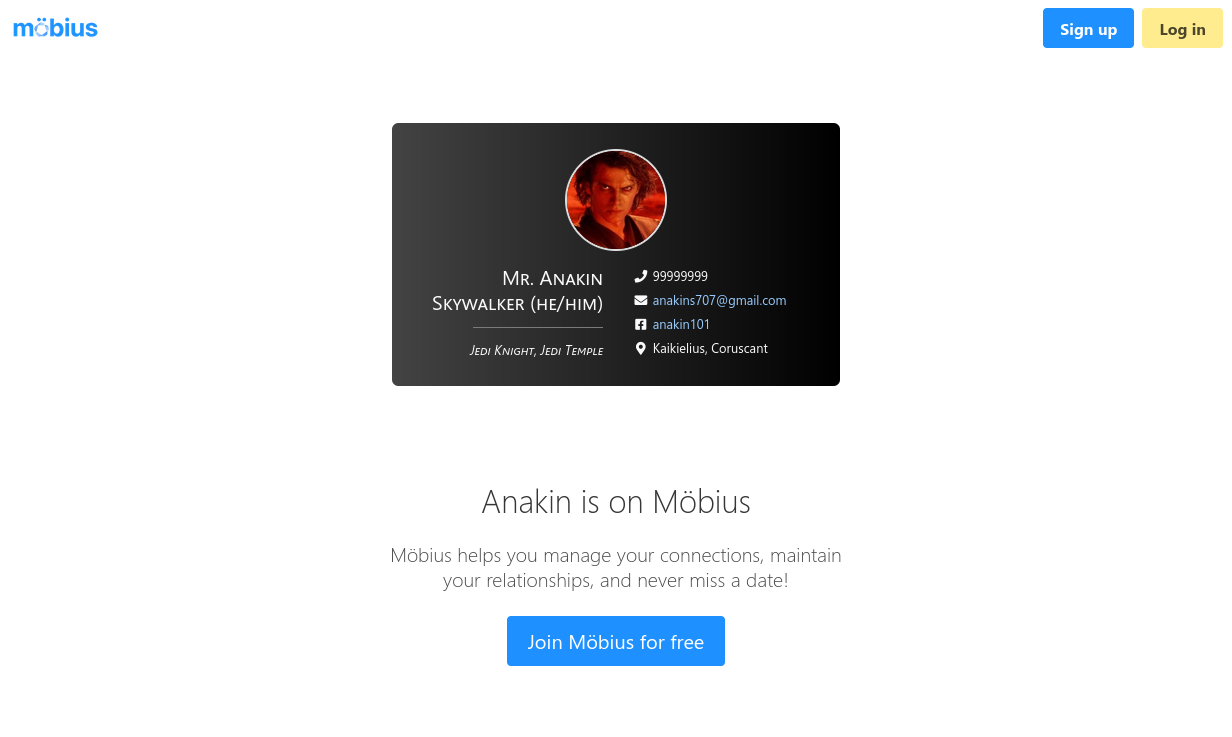 möbius
Sign up
Log in
Mr. Anakin
Skywalker (he/him)
Jedi Knight, Jedi Temple
99999999
anakins707@gmail.com
anakin101
Kaikielius, Coruscant
Anakin is on Möbius
Möbius helps you manage your connections, maintain
your relationships, and never miss a date!
Join Möbius for free